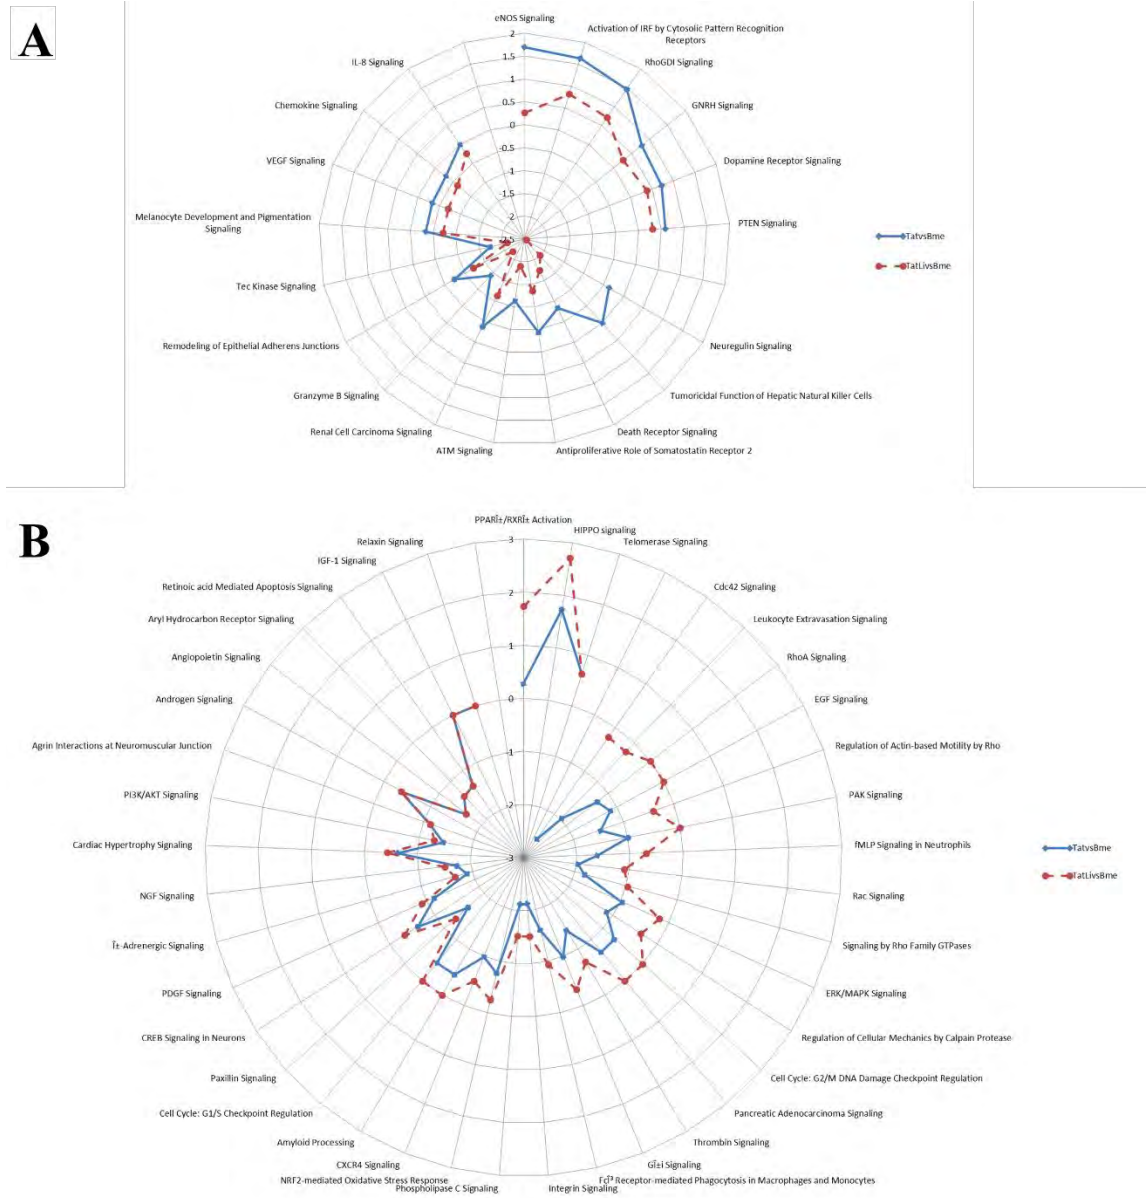 A
eNOS Signaling
Activation of IRF by Cytosolic Pattern Recognition
Receptors
RhoGDI Signaling
GNRH Signaling
Dopamine Receptor Signaling
PTEN Signaling
Neuregulin Signaling
Tumoricidal Function of Hepatic Natural Killer Cells
Death Receptor Signaling
Antiproliferative Role of Somatostatin Receptor 2
ATM Signaling
Renal Cell Carcinoma Signaling
Granzyme B Signaling
Remodeling of Epithelial Adherens Junctions
Tec Kinase Signaling
Melanocyte Development and Pigmentation
Signaling
VEGF Signaling
Chemokine Signaling
IL-8 Signaling
2
1.5
1
0.5
0
-0.5
-1
-1.5
-2
-2.5
TatvsBme
TatLivsBme
B
PPARα/RXRα Activation
HIPPO signaling
Telomerase Signaling
Cdc42 Signaling
Leukocyte Extravasation Signaling
RhoA Signaling
EGF Signaling
Regulation of Actin-based Motility by Rho
PAK Signaling
fMLP Signaling in Neutrophils
Rac Signaling
Signaling by Rho Family GTPases
ERK/MAPK Signaling
Regulation of Cellular Mechanics by Calpain Protease
Cell Cycle: G2/M DNA Damage Checkpoint Regulation
Pancreatic Adenocarcinoma Signaling
Thrombin Signaling
Gαi Signaling
Fcγ Receptor-mediated Phagocytosis in Macrophages and Monocytes
Integrin Signaling
Phospholipase C Signaling
NRF2-mediated Oxidative Stress Response
CXCR4 Signaling
Amyloid Processing
Cell Cycle: G1/S Checkpoint Regulation
Paxillin Signaling
CREB Signaling in Neurons
PDGF Signaling
α-Adrenergic Signaling
NGF Signaling
Cardiac Hypertrophy Signaling
PI3K/AKT Signaling
Agrin Interactions at Neuromuscular Junction
Androgen Signaling
Angiopoietin Signaling
Aryl Hydrocarbon Receptor Signaling
Retinoic acid Mediated Apoptosis Signaling
IGF-1 Signaling
Relaxin Signaling
3
2
1
0
-1
-2
-3
TatvsBme
TatLivsBme